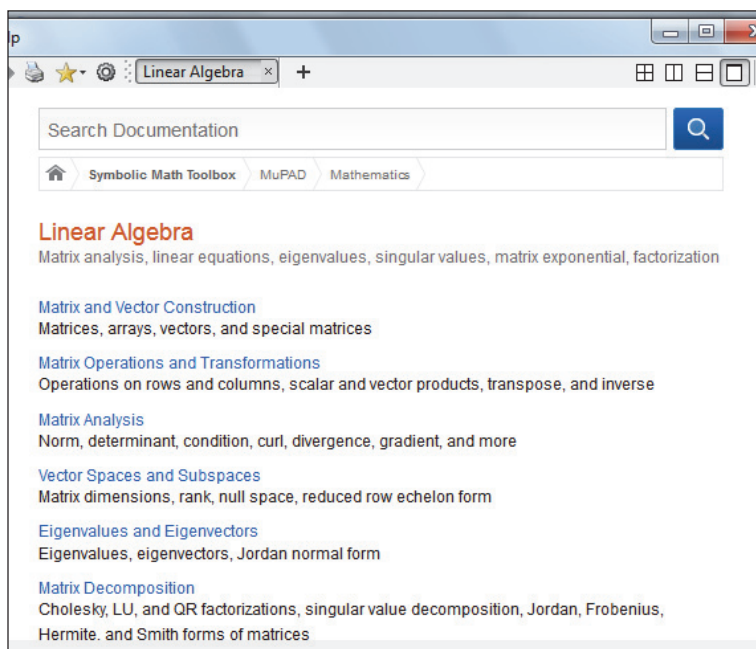 lp
Linear Algebra
Search Documentation
Symbolic Math Toolbox MuPAD Mathematics
Linear Algebra
Matrix analysis, linear equations, eigenvalues, singular values, matrix exponential, factorization
Matrix and Vector Construction
Matrices, arrays, vectors, and special matrices
Matrix Operations and Transformations
Operations on rows and columns, scalar and vector products, transpose, and inverse
Matrix Analysis
Norm, determinant, condition, curl, divergence, gradient, and more
Vector Spaces and Subspaces
Matrix dimensions, rank, null space, reduced row echelon form
Eigenvalues and Eigenvectors
Eigenvalues, eigenvectors, Jordan normal form
Matrix Decomposition
Cholesky, LU, and QR factorizations, singular value decomposition, Jordan, Frobenius,
Hermite, and Smith forms of matrices